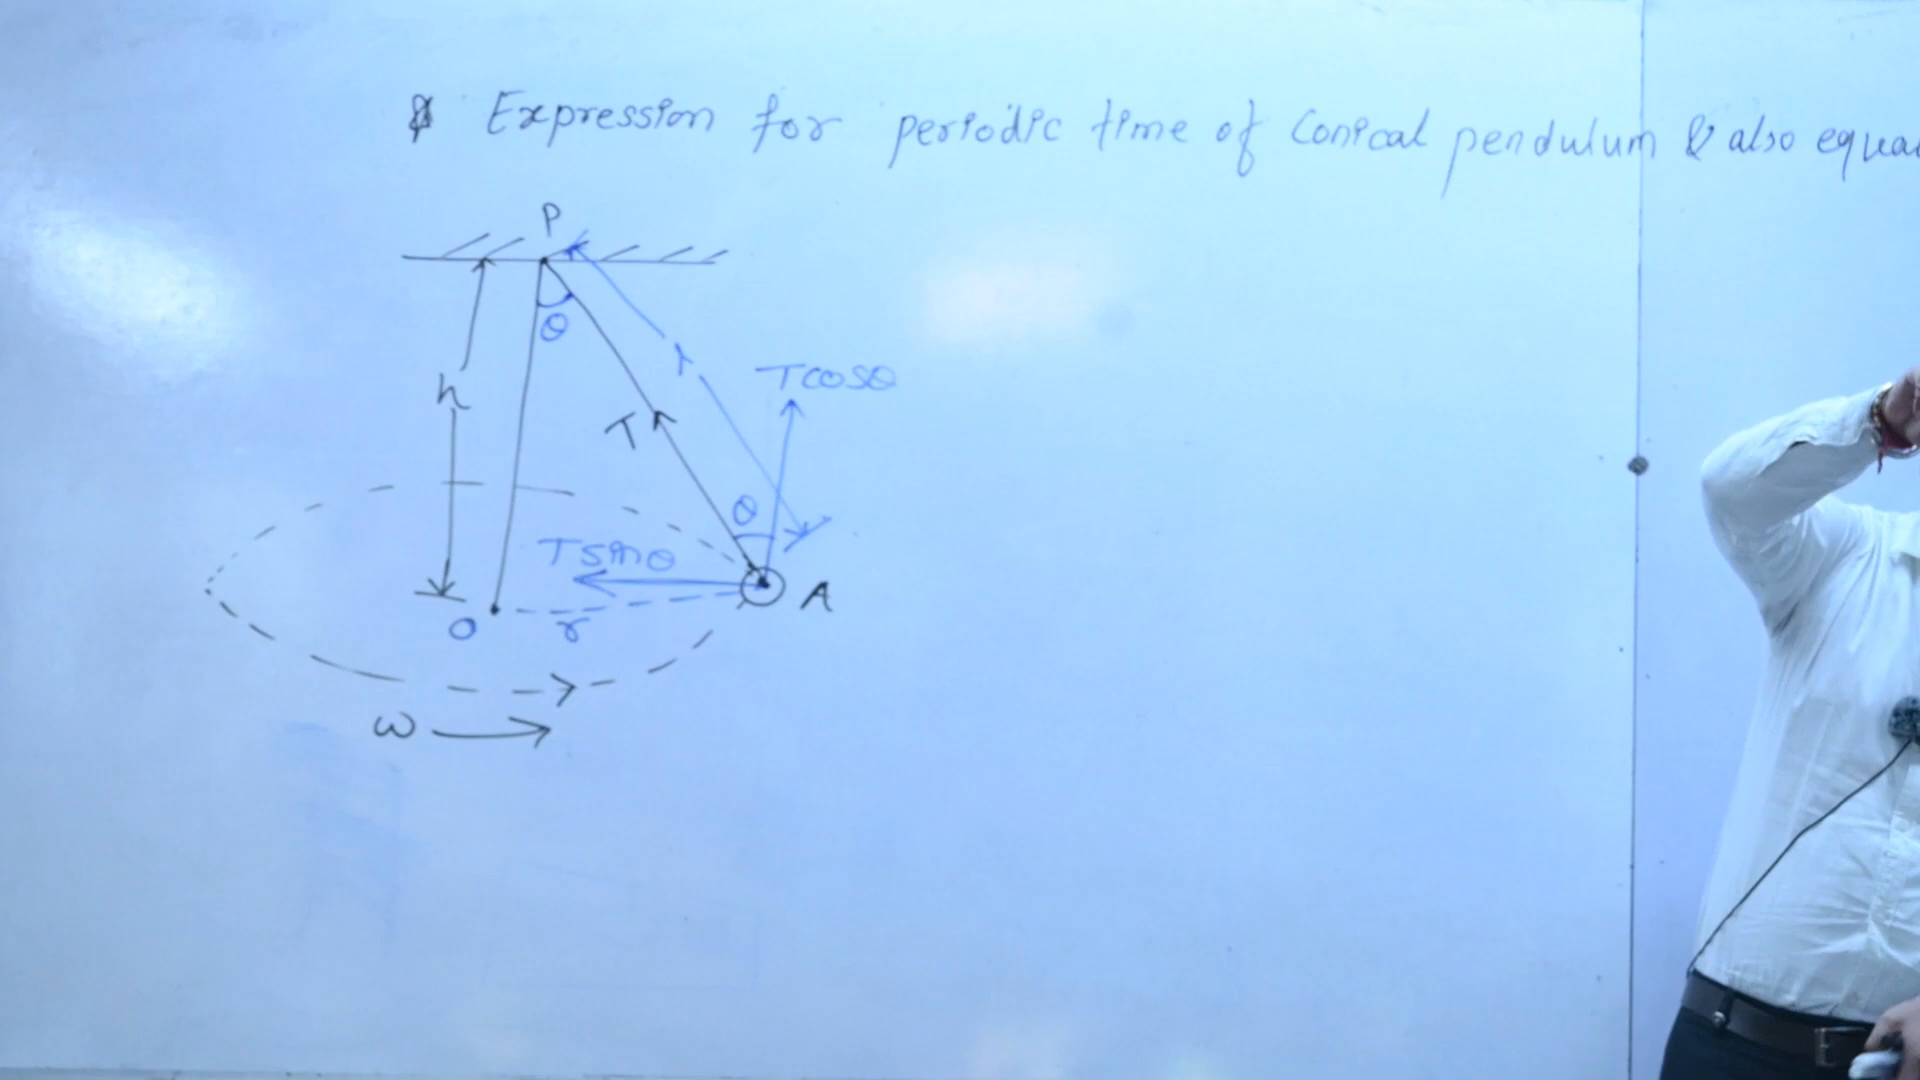 Expression for periodic time of Conical pendulum & also equa
P
θ
h
l
T
Tcosθ
θ
Tsinθ
A
O
r
ω